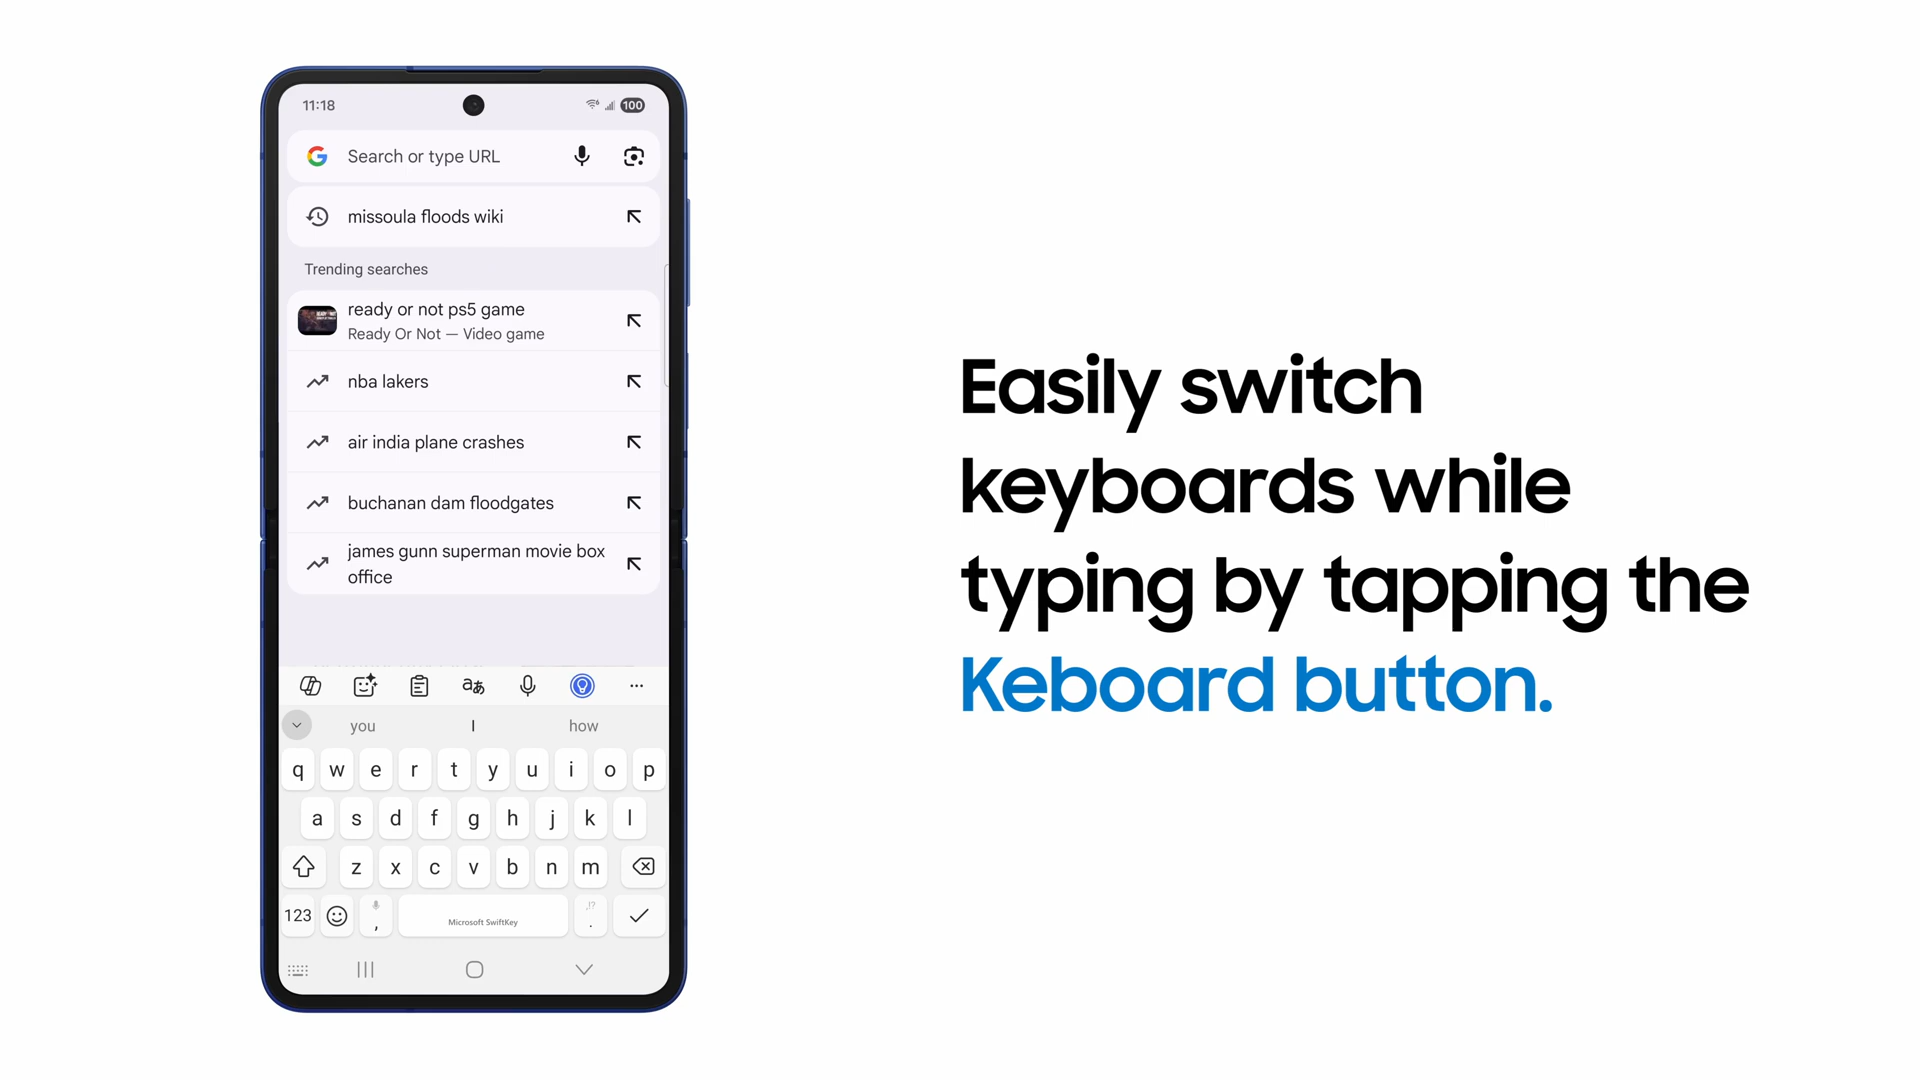 11:18
100
Search or type URL
missoula floods wiki
Trending searches
ready or not ps5 game
Ready Or Not — Video game
nba lakers
air india plane crashes
buchanan dam floodgates
james gunn superman movie box
office
you I how
q w e r t y u i o p
a s d f g h j k l
z x c v b n m
123 , Microsoft SwiftKey ,!? .
Easily switch
keyboards while
typing by tapping the
Keboard button.